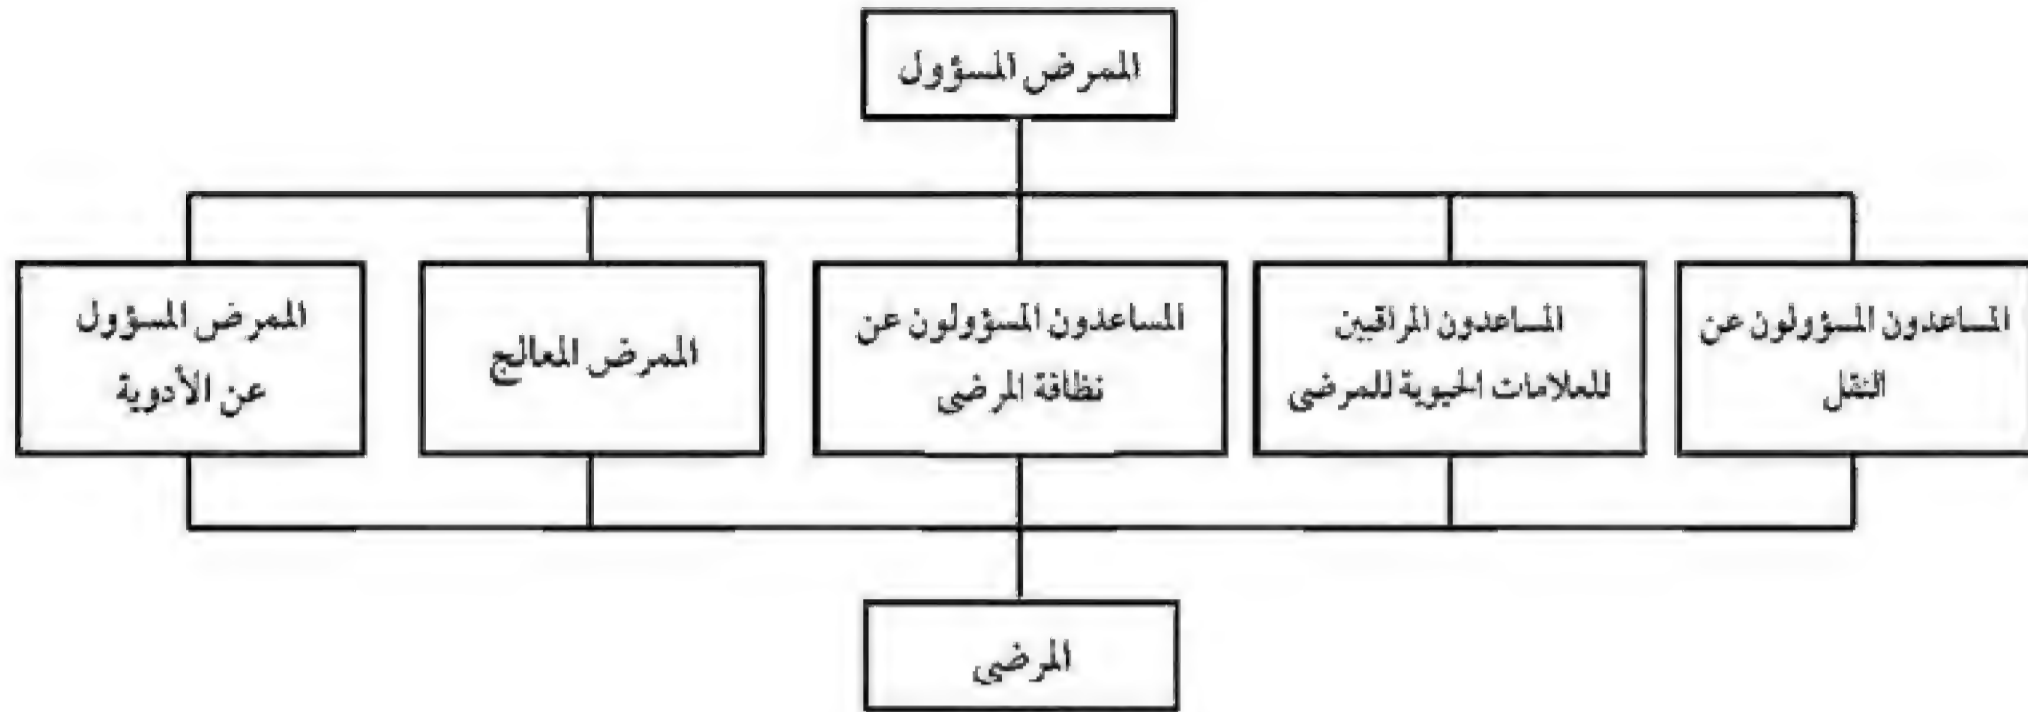 الممرض المسؤول
المساعدون المسؤولون عن
النقل
المساعدون المراقبين
للعلامات الحيوية للمرضى
المساعدون المسؤولون عن
نظافة المرضى
الممرض المعالج
الممرض المسؤول
عن الأدوية
المرضى